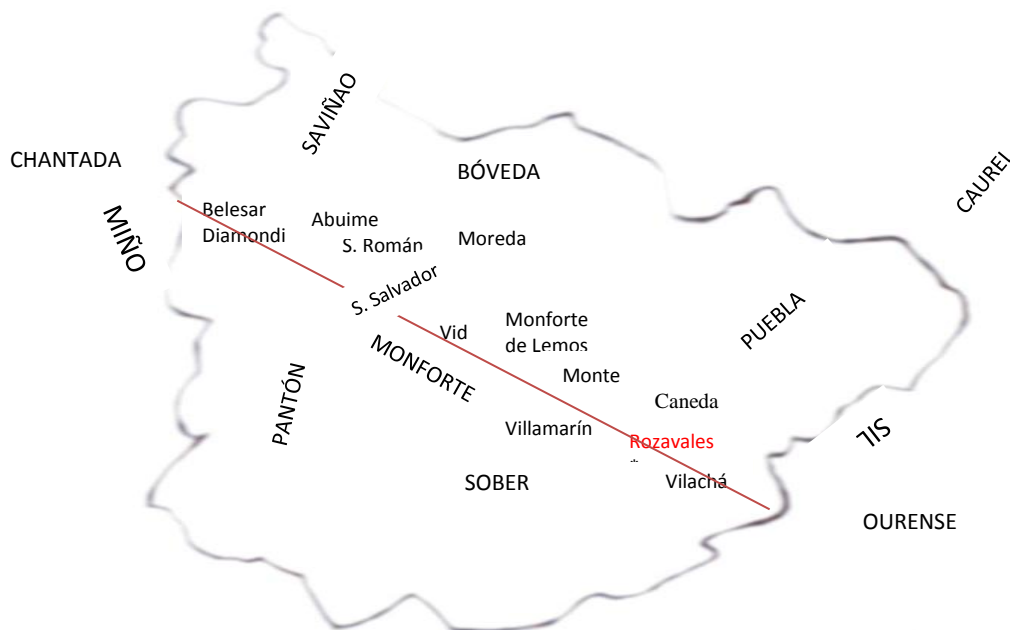 SAVIÑAO
CHANTADA
BÓVEDA
CAUREI
MIÑO
Belesar
Diamondi
Abuime
S. Román
Moreda
S. Salvador
PUEBLA
Vid
Monforte
de Lemos
MONFORTE
Monte
PANTÓN
Caneda
Villamarín
Rozavales
*
SIL
SOBER
Vilachá
OURENSE